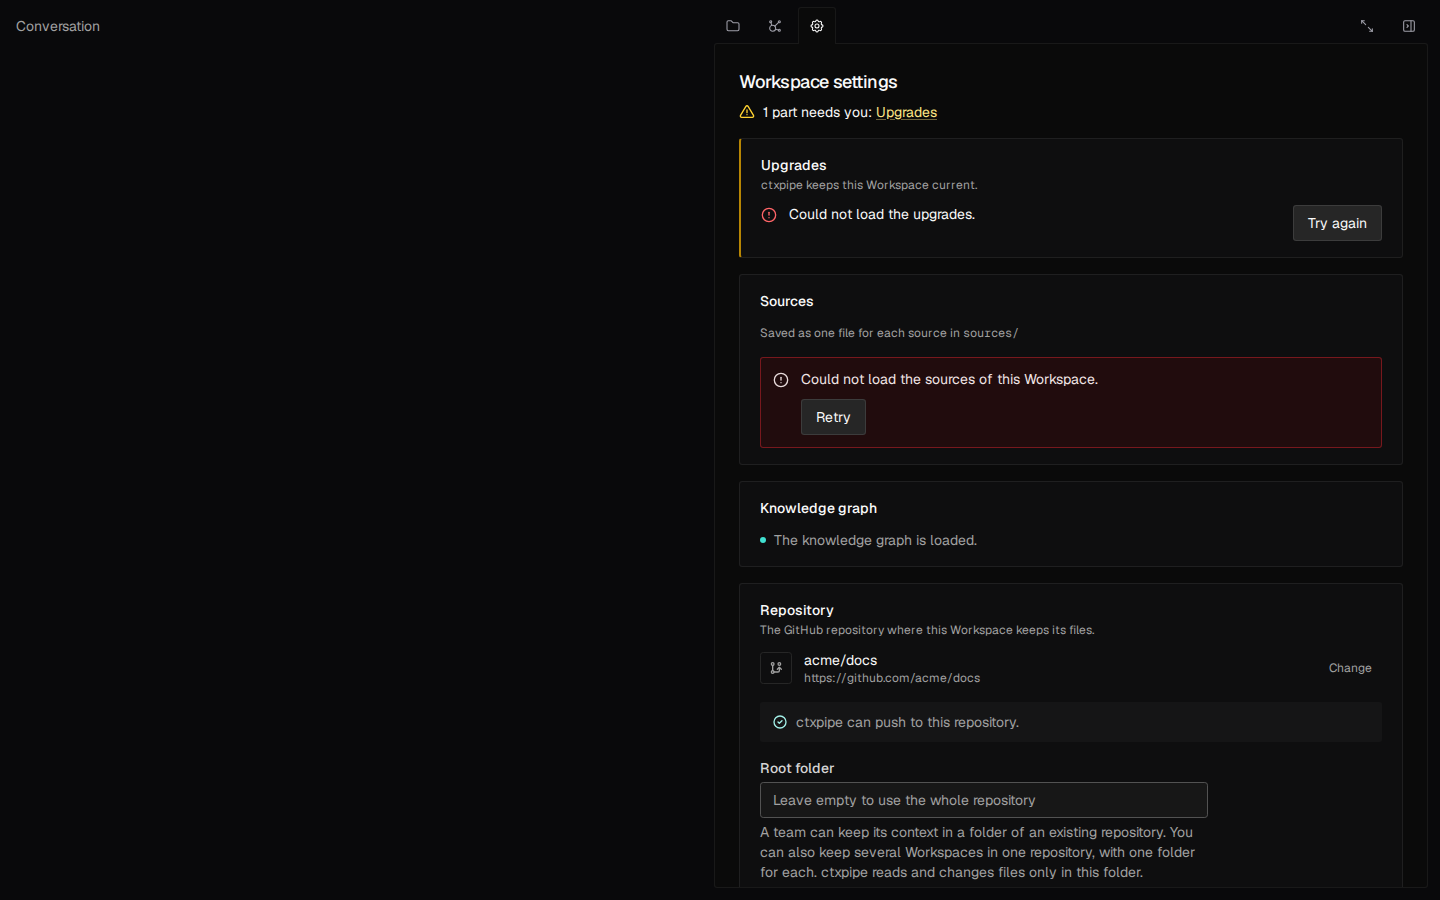 Conversation
Workspace settings
1 part needs you: Upgrades
Upgrades
ctxpipe keeps this Workspace current.
Could not load the upgrades.
Try again
Sources
Saved as one file for each source in sources/
Could not load the sources of this Workspace.
Retry
Knowledge graph
The knowledge graph is loaded.
Repository
The GitHub repository where this Workspace keeps its files.
acme/docs
https://github.com/acme/docs
Change
ctxpipe can push to this repository.
Root folder
Leave empty to use the whole repository
A team can keep its context in a folder of an existing repository. You
can also keep several Workspaces in one repository, with one folder
for each. ctxpipe reads and changes files only in this folder.